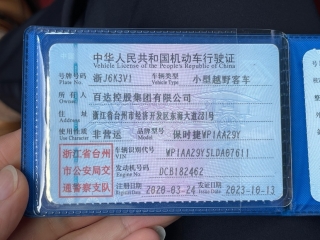 中华人民共和国机动车行驶证
Vehicle License of the People's Republic of China
号牌号码 浙J6K3V1 车辆类型 小型越野客车
Plate No. Vehicle Type
所有人 百达控股集团有限公司
Owner
住址 浙江省台州市经济开发区东海大道281号
Address
使用性质 非营运 品牌型号 保时捷WP1AA29Y
Use Character Model
浙江省台州市公安局交通警察支队
车辆识别代号 WP1AA29Y5LDA07611
VIN
发动机号码 DCB182462
Engine No.
注册日期 2020-03-24 发证日期 2023-10-13
Register Date Issue Date